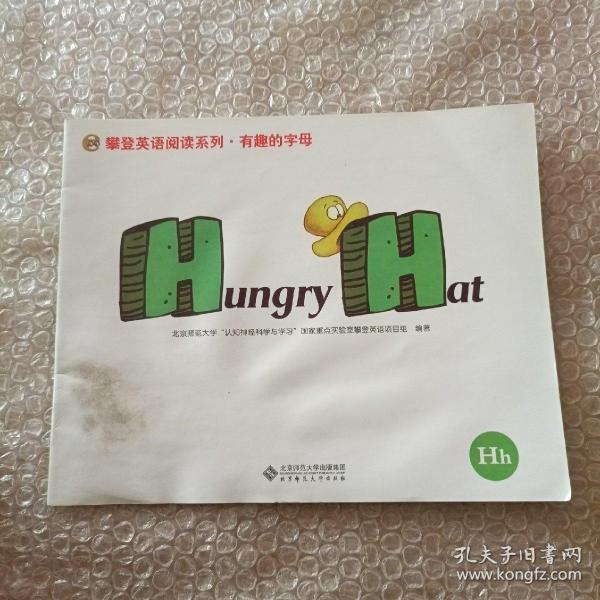 攀登英语阅读系列·有趣的字母
Hungry Hat
北京师范大学“认知神经科学与学习”国家重点实验室攀登英语项目组 编著
Hh
北京师范大学出版集团
北京师范大学出版社
孔夫子旧书网
www.kongfz.com